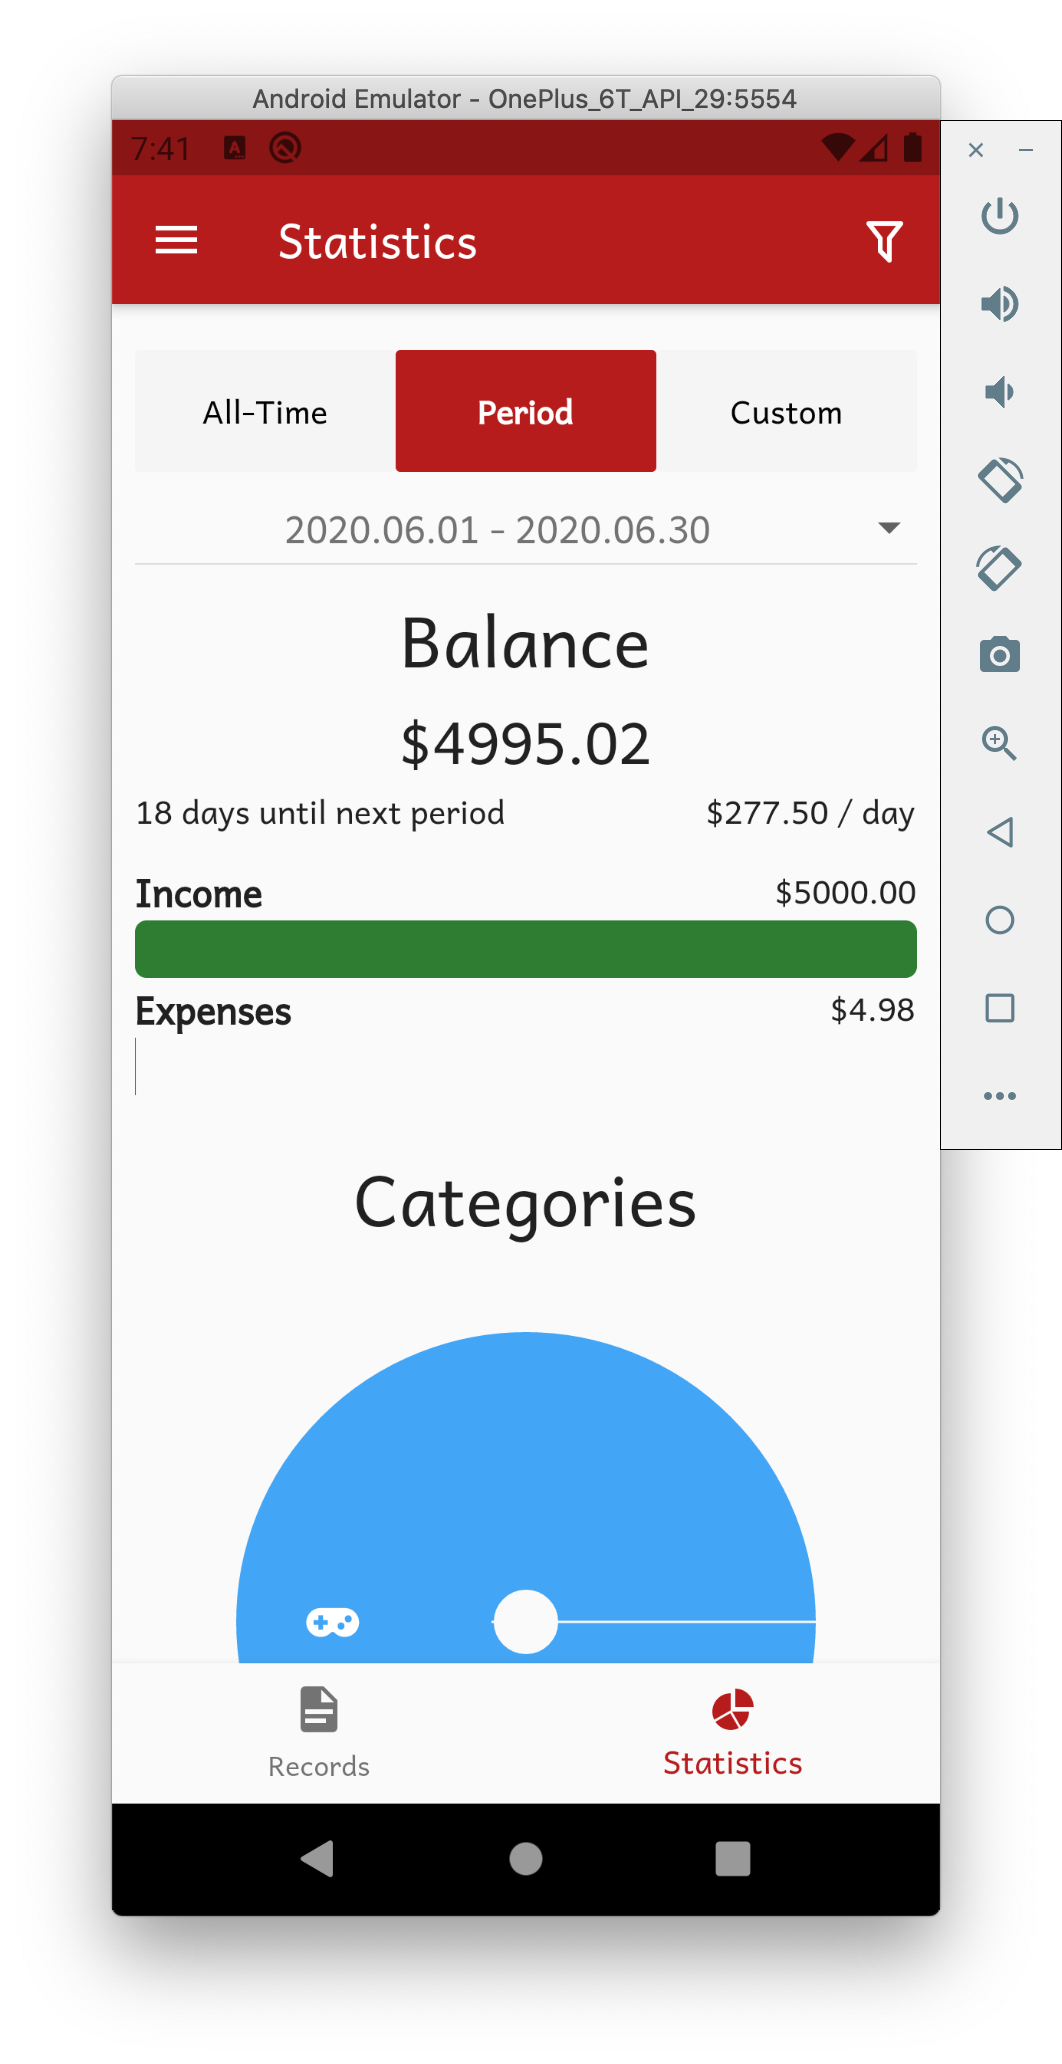 Android Emulator - OnePlus_6T_API_29:5554
7:41
Statistics
All-Time Period Custom
2020.06.01 - 2020.06.30
Balance
$4995.02
18 days until next period $277.50 / day
Income $5000.00
Expenses $4.98
Categories
Records Statistics